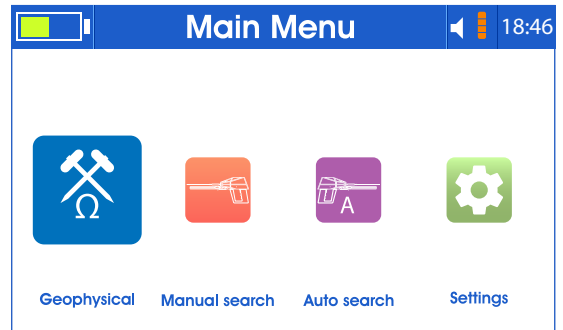 Main Menu 18:46
Ω
A
Geophysical Manual search Auto search Settings